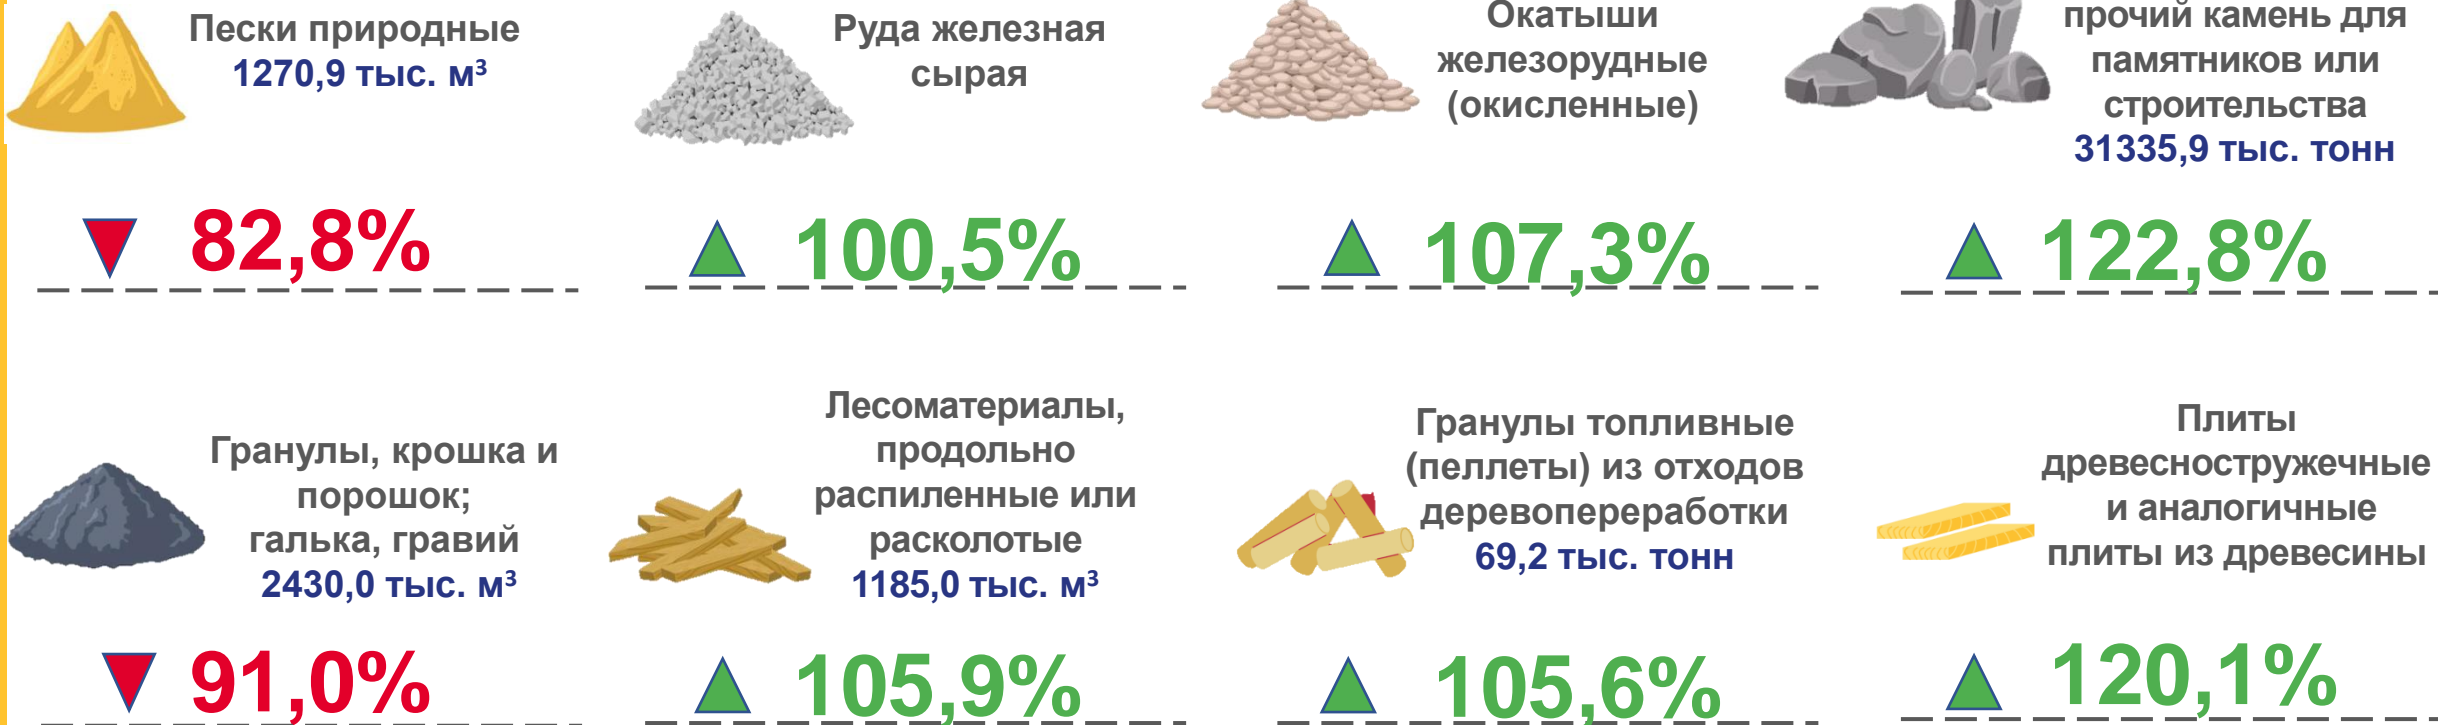 Пески природные
1270,9 тыс. м³
82,8%
Руда железная
сырая
100,5%
Окатыши
железорудные
(окисленные)
107,3%
прочий камень для
памятников или
строительства
31335,9 тыс. тонн
122,8%
Гранулы, крошка и
порошок;
галька, гравий
2430,0 тыс. м³
91,0%
Лесоматериалы,
продольно
распиленные или
расколотые
1185,0 тыс. м³
105,9%
Гранулы топливные
(пеллеты) из отходов
деревопереработки
69,2 тыс. тонн
105,6%
Плиты
древесностружечные
и аналогичные
плиты из древесины
120,1%